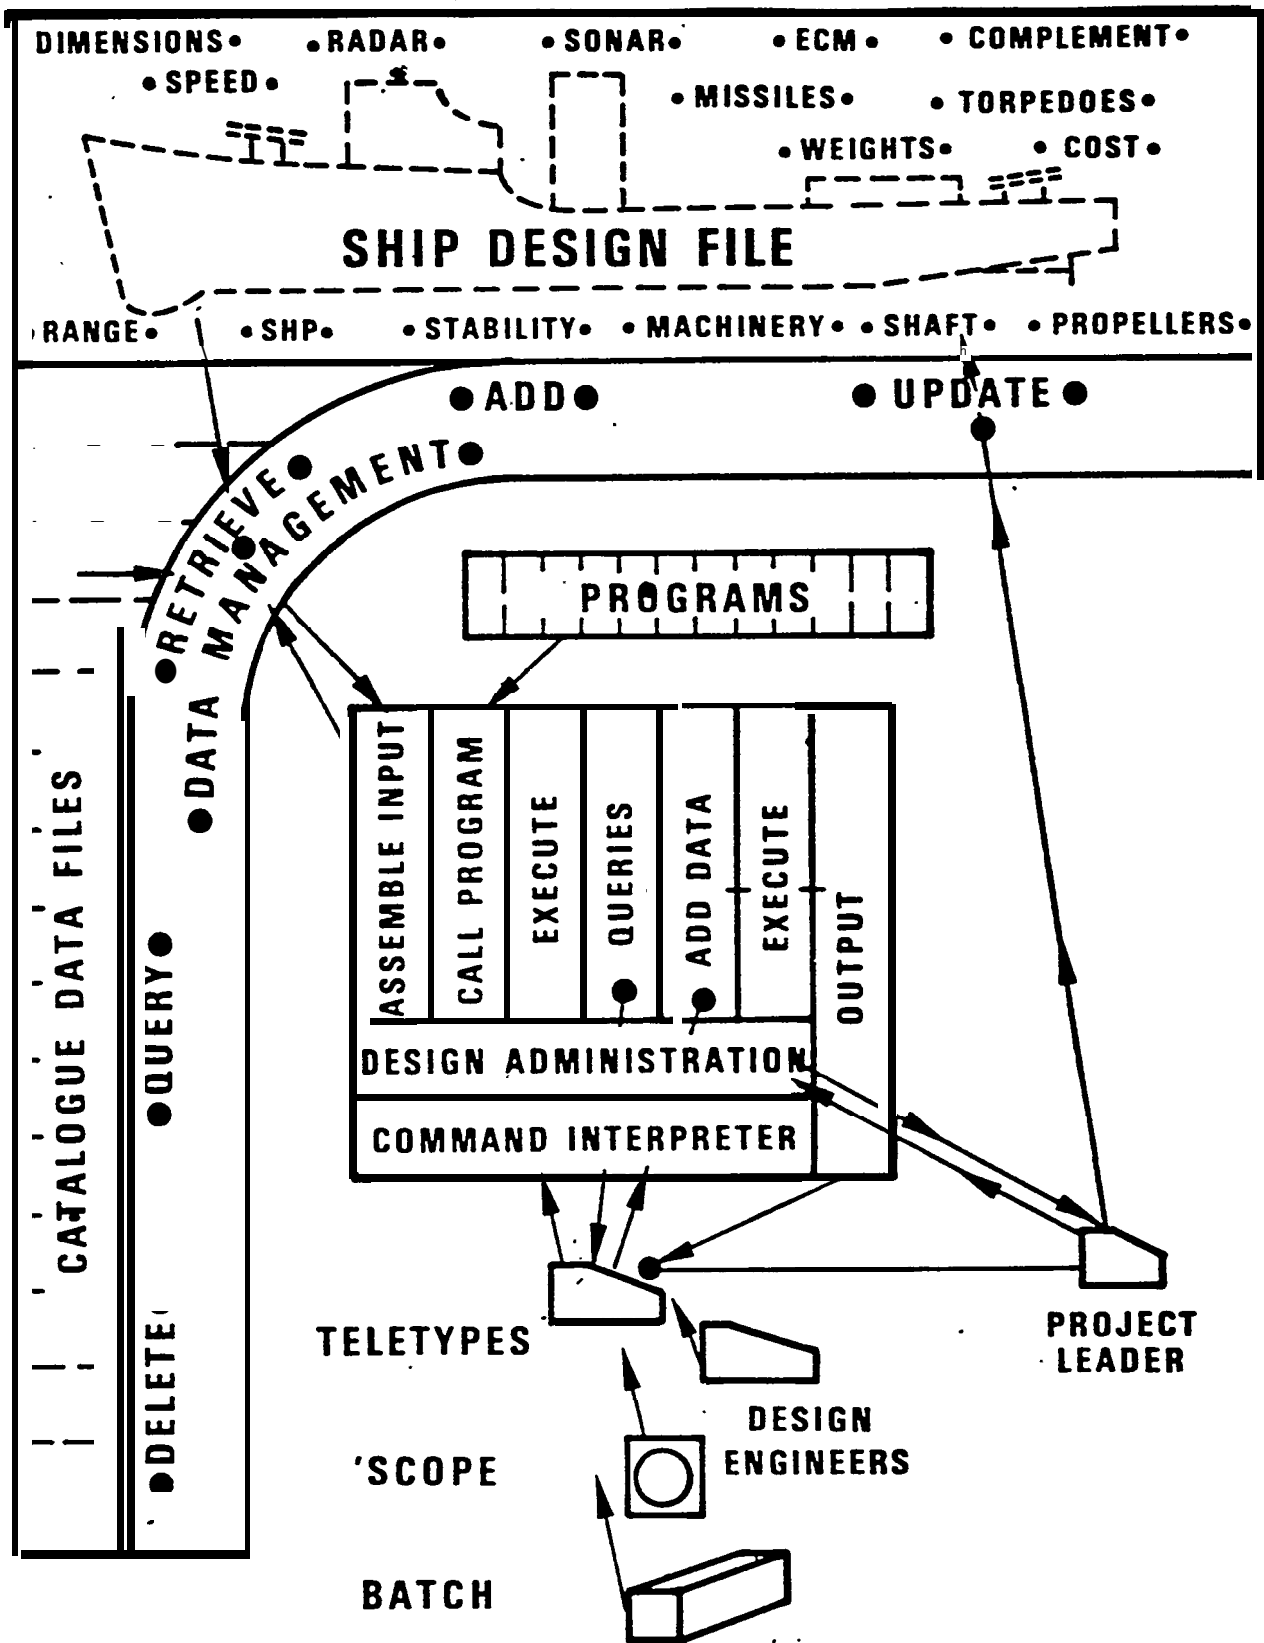 DIMENSIONS• •RADAR• •SONAR• •ECM• •COMPLEMENT•
•SPEED• •MISSILES• •TORPEDOES•
•WEIGHTS• •COST•
SHIP DESIGN FILE
RANGE• •SHP• •STABILITY• •MACHINERY• •SHAFT• •PROPELLERS•
•ADD• •UPDATE•
•RETRIEVE•
•DATA MANAGEMENT•
•QUERY•
•DELETE
CATALOGUE DATA FILES
PROGRAMS
ASSEMBLE INPUT
CALL PROGRAM
EXECUTE
QUERIES
ADD DATA
EXECUTE
OUTPUT
DESIGN ADMINISTRATION
COMMAND INTERPRETER
TELETYPES
PROJECT
LEADER
DESIGN
ENGINEERS
'SCOPE
BATCH